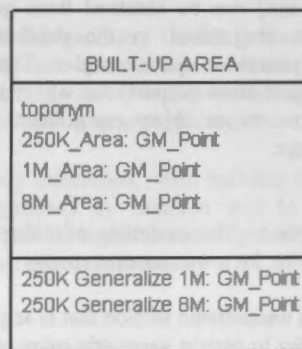 BUILT-UP AREA
toponym
250K_Area: GM_Point
1M_Area: GM_Point
8M_Area: GM_Point
250K Generalize 1M: GM_Point
250K Generalize 8M: GM_Point